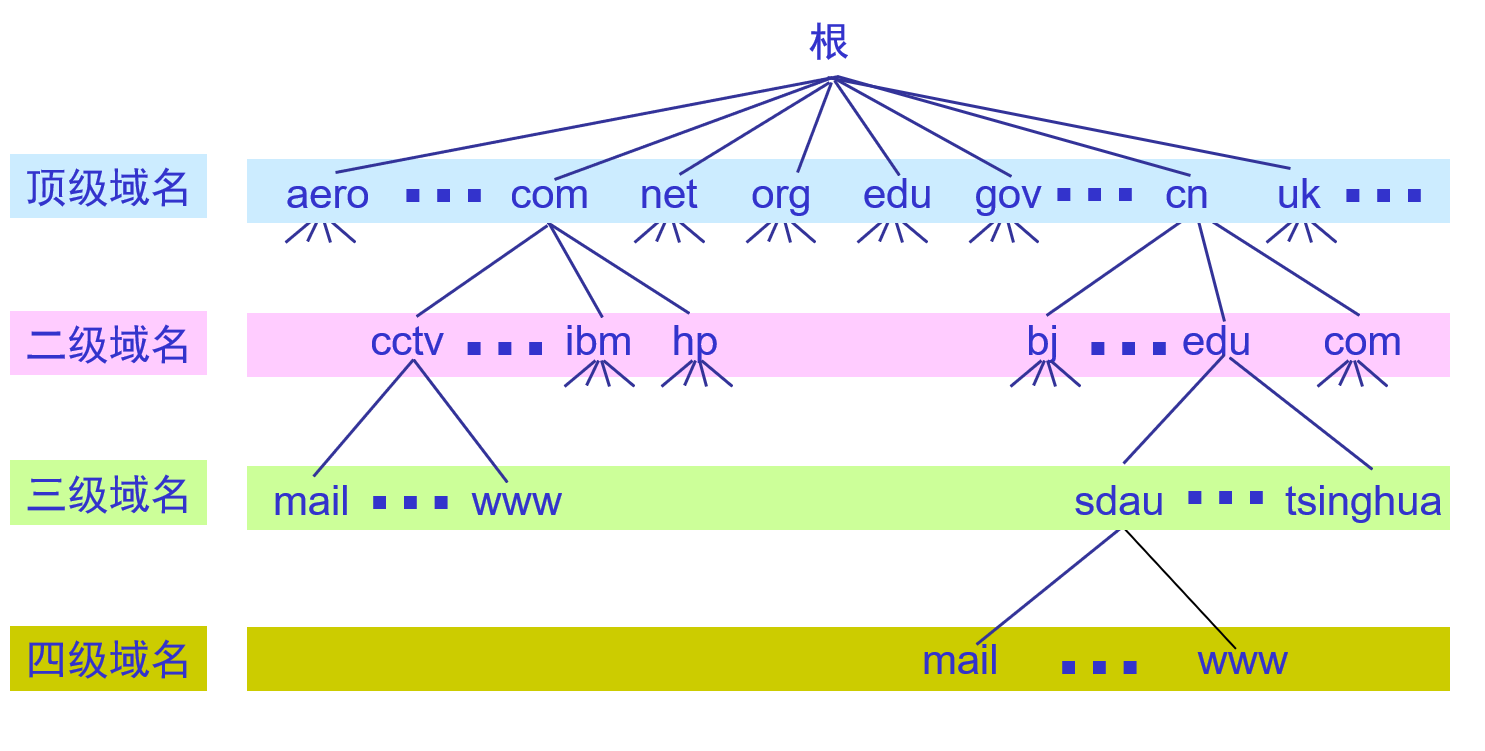 根
顶级域名 aero ▪▪▪ com net org edu gov ▪▪▪ cn uk ▪▪▪
二级域名 cctv ▪▪▪ ibm hp bj ▪▪▪ edu com
三级域名 mail ▪▪▪ www sdau ▪▪▪ tsinghua
四级域名 mail ▪▪▪ www